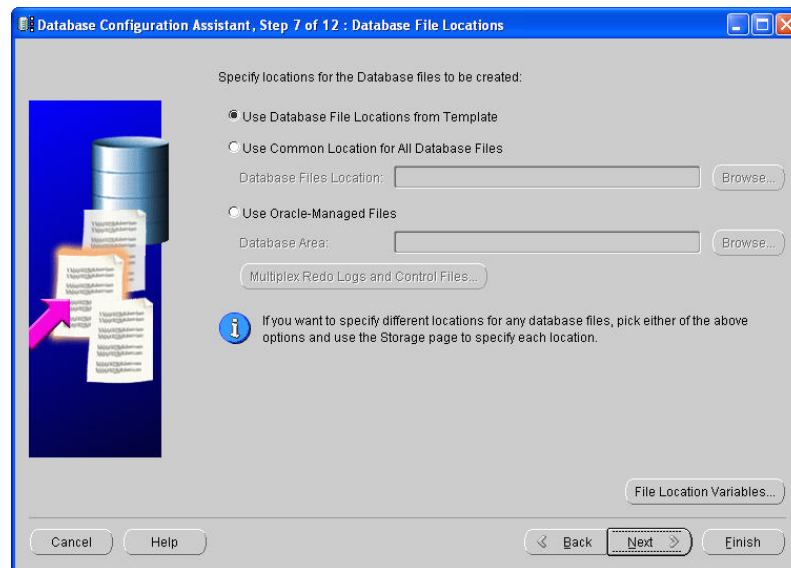 Database Configuration Assistant, Step 7 of 12 : Database File Locations
Specify locations for the Database files to be created:
Use Database File Locations from Template
Use Common Location for All Database Files
Database Files Location:
Browse...
Use Oracle-Managed Files
Database Area:
Browse...
Multiplex Redo Logs and Control Files...
If you want to specify different locations for any database files, pick either of the above
options and use the Storage page to specify each location.
File Location Variables...
Cancel
Help
Back
Next
Finish